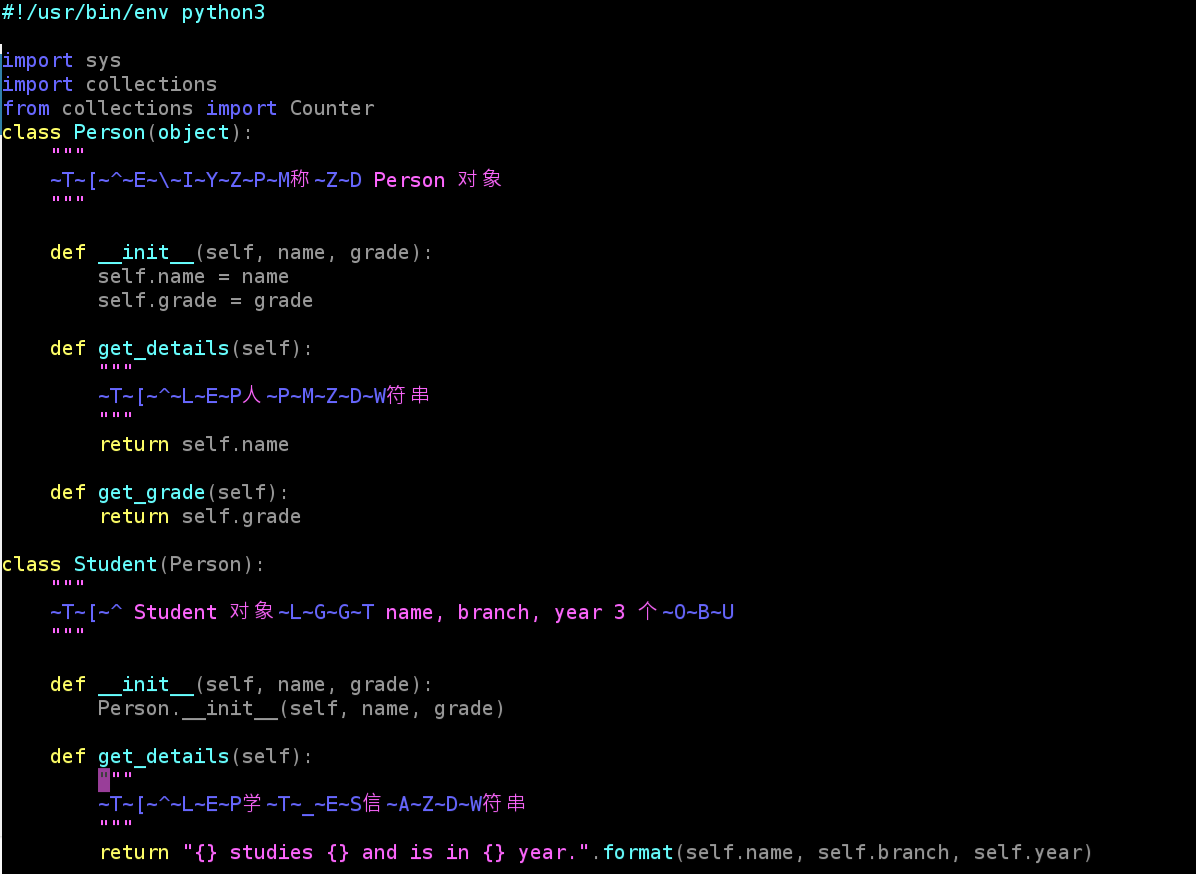 #!/usr/bin/env python3
import sys
import collections
from collections import Counter
class Person(object):
"""
~T~[~^~E~\~I~Y~Z~P~M称~Z~D Person 对象
"""
def __init__(self, name, grade):
self.name = name
self.grade = grade
def get_details(self):
"""
~T~[~^~L~E~P人~P~M~Z~D~W符串
"""
return self.name
def get_grade(self):
return self.grade
class Student(Person):
"""
~T~[~^ Student 对象~L~G~G~T name, branch, year 3 个~O~B~U
"""
def __init__(self, name, grade):
Person.__init__(self, name, grade)
def get_details(self):
"""
~T~[~^~L~E~P学~T~_~E~S信~A~Z~D~W符串
"""
return "{} studies {} and is in {} year.".format(self.name, self.branch, self.year)